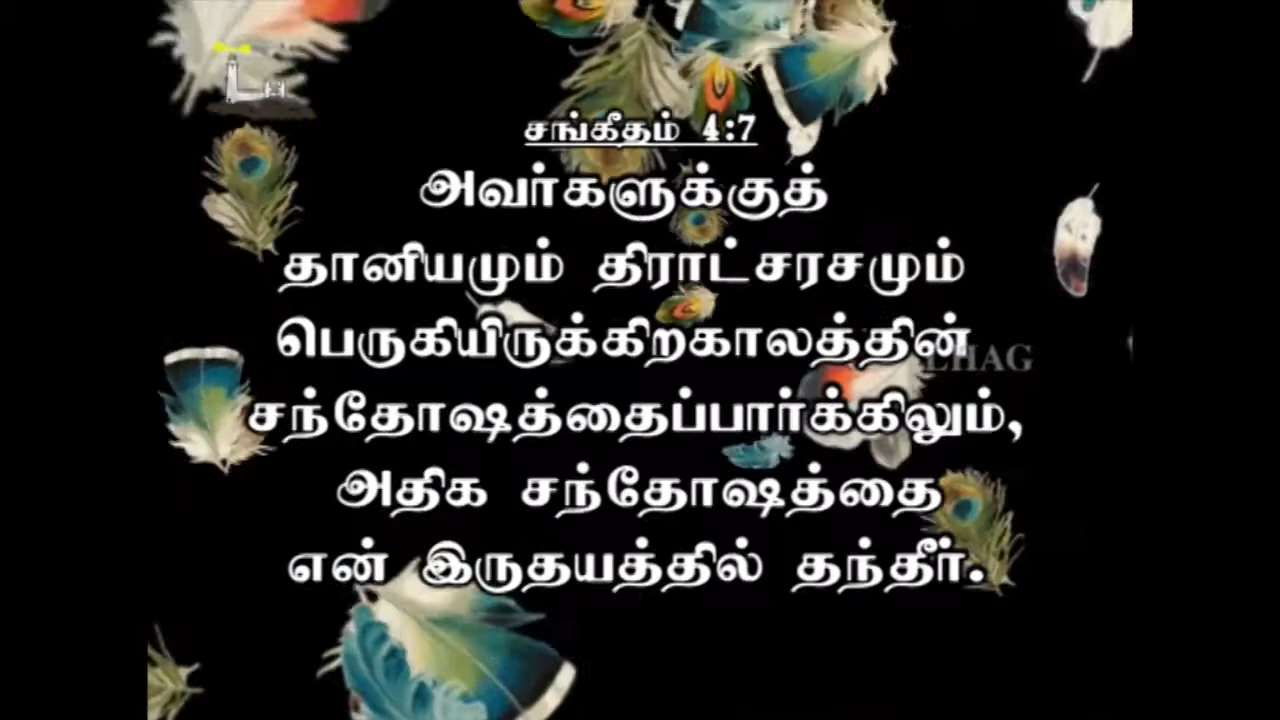 சங்கீதம் 4:7
அவர்களுக்குத்
தானியமும் திராட்சரசமும்
பெருகியிருக்கிறகாலத்தின்
LHAG
சந்தோஷத்தைப்பார்க்கிலும்,
அதிக சந்தோஷத்தை
என் இருதயத்தில் தந்தீர்.